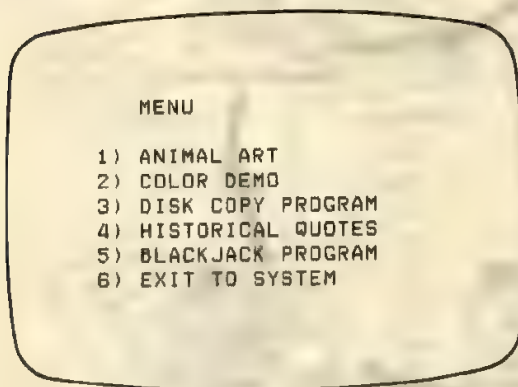 MENU
1) ANIMAL ART
2) COLOR DEMO
3) DISK COPY PROGRAM
4) HISTORICAL QUOTES
5) BLACKJACK PROGRAM
6) EXIT TO SYSTEM